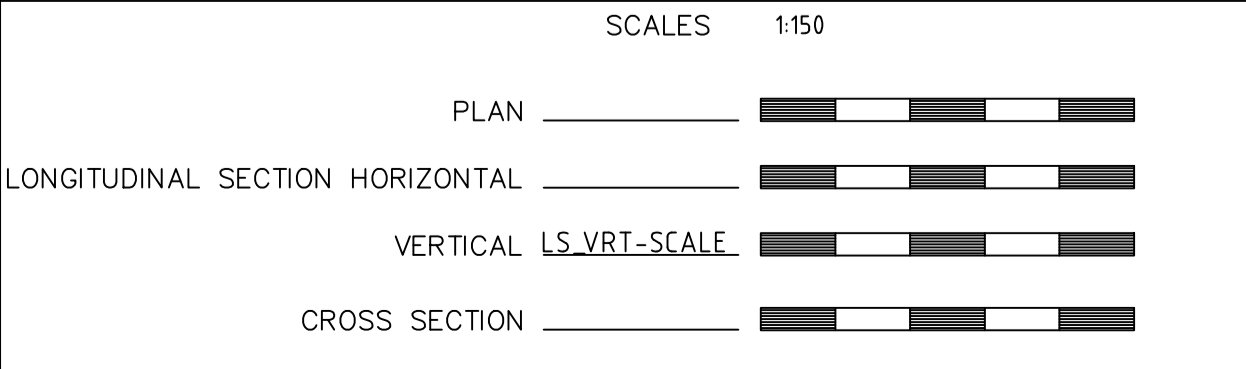 SCALES 1:150
PLAN
LONGITUDINAL SECTION HORIZONTAL
VERTICAL LS_VRT-SCALE
CROSS SECTION